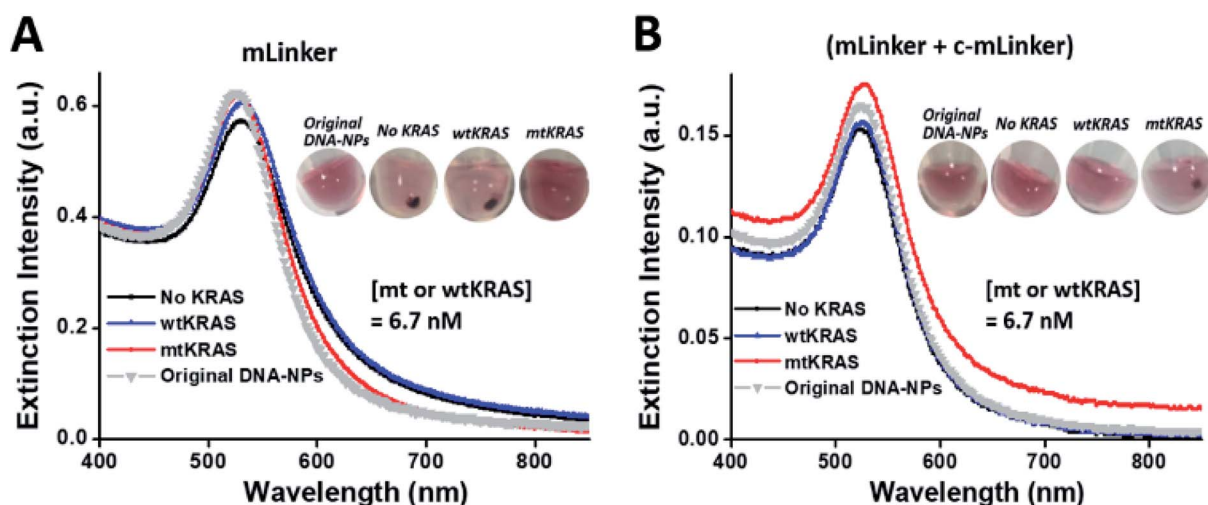 A
mLinker
Extinction Intensity (a.u.)
0.6
0.4
0.2
0.0
Original
DNA-NPs
No KRAS
wtKRAS
mtKRAS
[mt or wtKRAS]
= 6.7 nM
No KRAS
wtKRAS
mtKRAS
Original DNA-NPs
400
500
600
700
800
Wavelength (nm)
B
(mLinker + c-mLinker)
Extinction Intensity (a.u.)
0.15
0.10
0.05
0.00
Original
DNA-NPs
No KRAS
wtKRAS
mtKRAS
[mt or wtKRAS]
= 6.7 nM
No KRAS
wtKRAS
mtKRAS
Original DNA-NPs
400
500
600
700
800
Wavelength (nm)